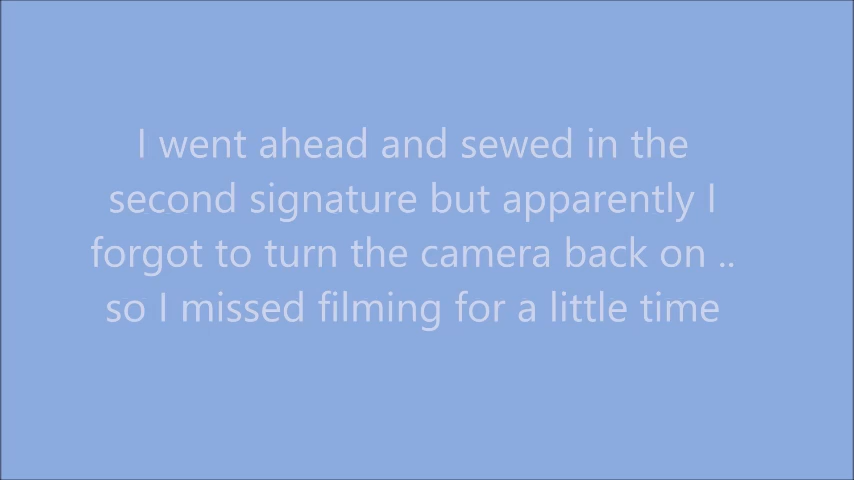 I went ahead and sewed in the
second signature but apparently I
forgot to turn the camera back on ..
so I missed filming for a little time